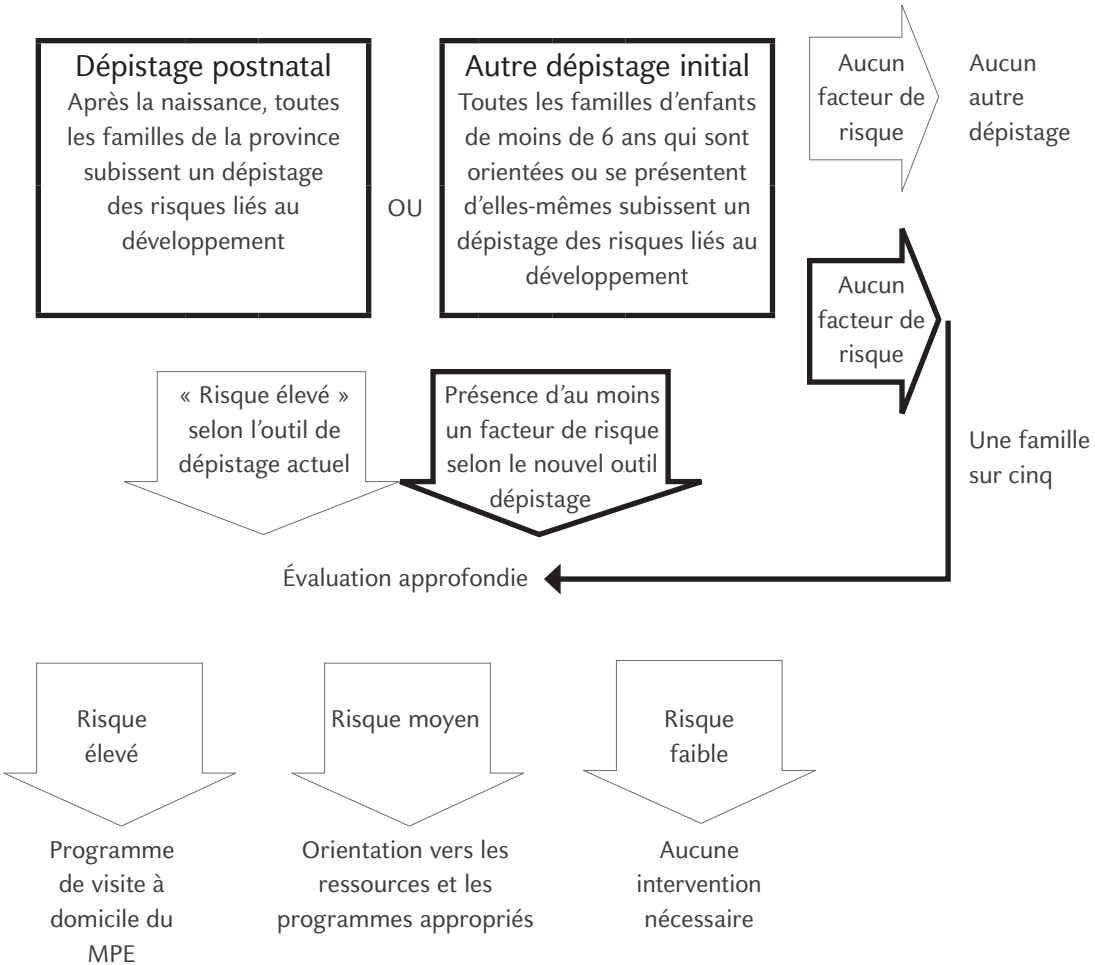 Dépistage postnatal
Après la naissance, toutes
les familles de la province
subissent un dépistage
des risques liés au
développement
OU
Autre dépistage initial
Toutes les familles d'enfants
de moins de 6 ans qui sont
orientées ou se présentent
d'elles-mêmes subissent un
dépistage des risques liés au
développement
Aucun
facteur de
risque
Aucun
autre
dépistage
Aucun
facteur de
risque
Une famille
sur cinq
« Risque élevé »
selon l'outil de
dépistage actuel
Présence d'au moins
un facteur de risque
selon le nouvel outil
dépistage
Évaluation approfondie
Risque
élevé
Risque moyen
Risque
faible
Programme
de visite à
domicile du
MPE
Orientation vers les
ressources et les
programmes appropriés
Aucune
intervention
nécessaire